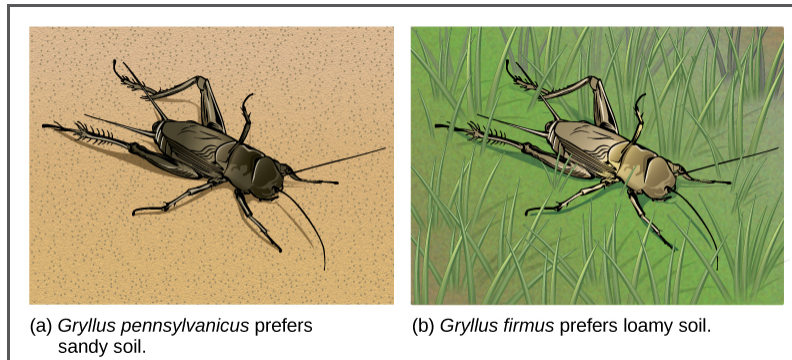 (a) Gryllus pennsylvanicus prefers
sandy soil.
(b) Gryllus firmus prefers loamy soil.